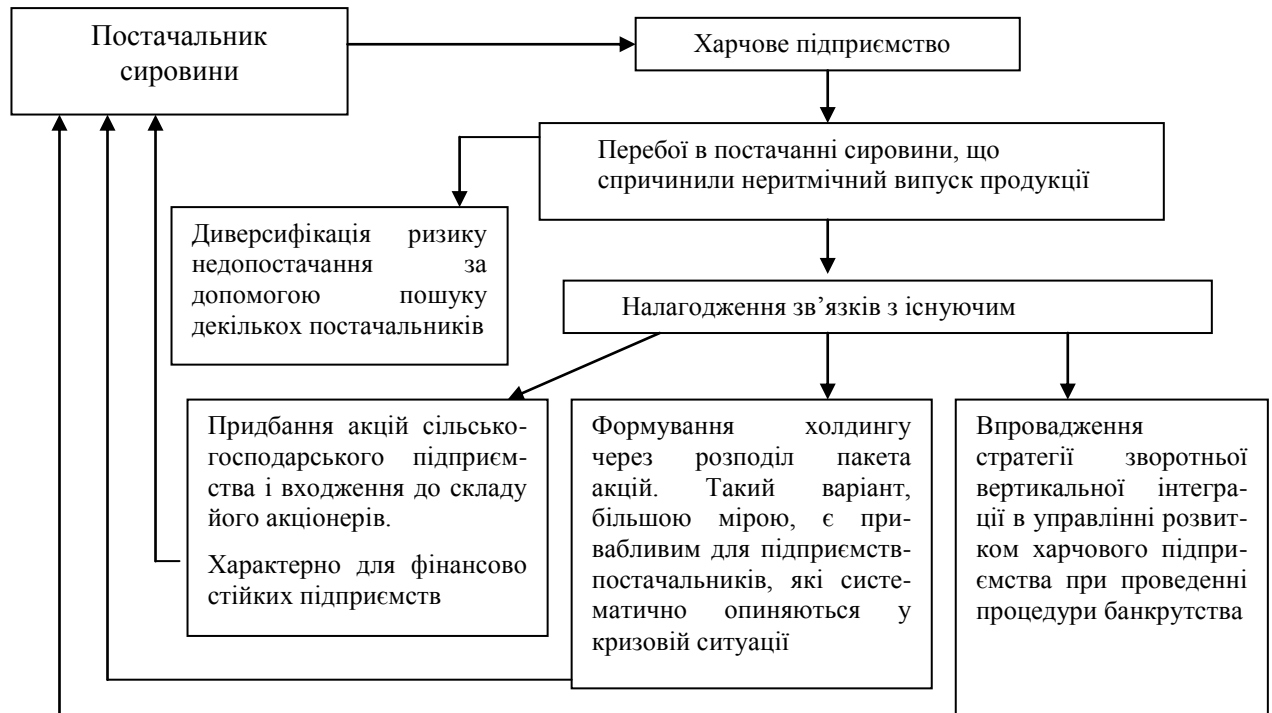 Постачальник
сировини
Харчове підприємство
Перебої в постачанні сировини, що
спричинили неритмічний випуск продукції
Диверсифікація ризику
недопостачання за
допомогою пошуку
декількох постачальників
Налагодження зв’язків з існуючим
Придбання акцій сільсько-
господарського підприєм-
ства і входження до складу
його акціонерів.
Характерно для фінансово
стійких підприємств
Формування холдингу
через розподіл пакета
акцій. Такий варіант,
більшою мірою, є при-
вабливим для підприємств-
постачальників, які систе-
матично опиняються у
кризовій ситуації
Впровадження
стратегії зворотньої
вертикальної інтегра-
ції в управлінні розвит-
ком харчового підпри-
ємства при проведенні
процедури банкрутства